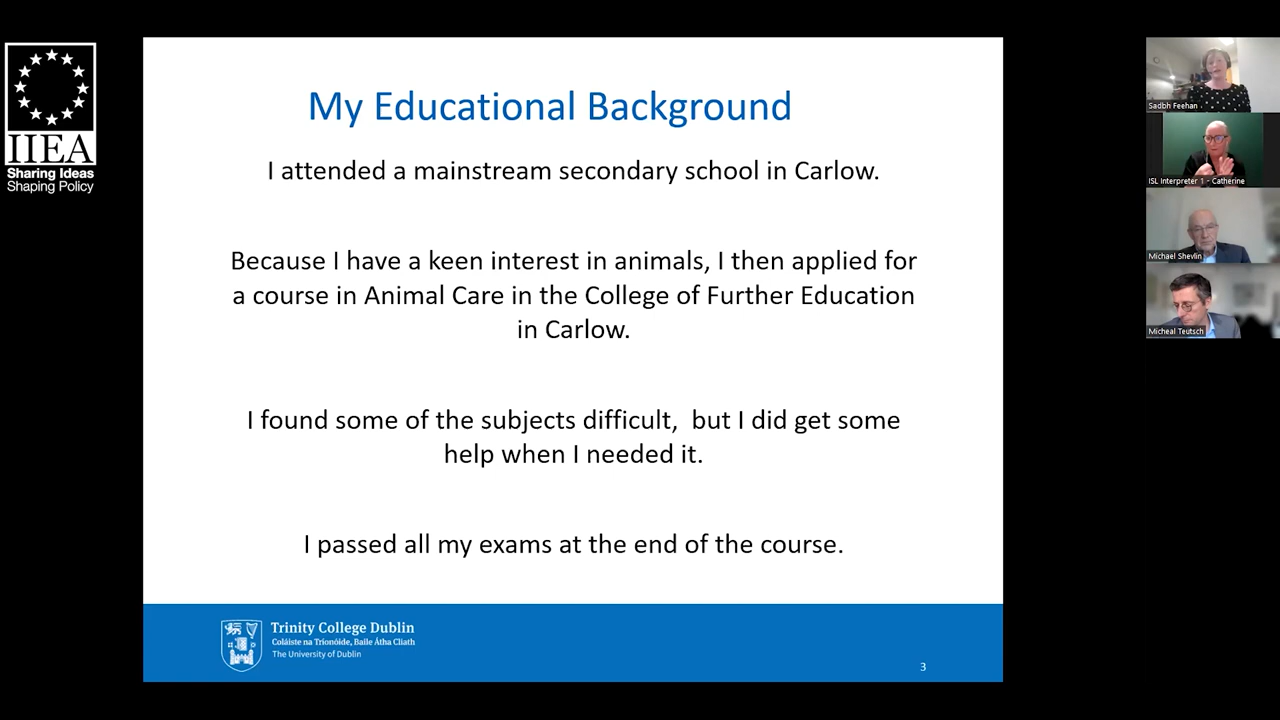 IIEA
Sharing Ideas
Shaping Policy
My Educational Background
I attended a mainstream secondary school in Carlow.
Because I have a keen interest in animals, I then applied for
a course in Animal Care in the College of Further Education
in Carlow.
I found some of the subjects difficult,  but I did get some
help when I needed it.
I passed all my exams at the end of the course.
Trinity College Dublin
Coláiste na Tríonóide, Baile Átha Cliath
The University of Dublin
3
Sadbh Feehan
ISL Interpreter 1 - Catherine
Michael Shevlin
Micheal Teutsch